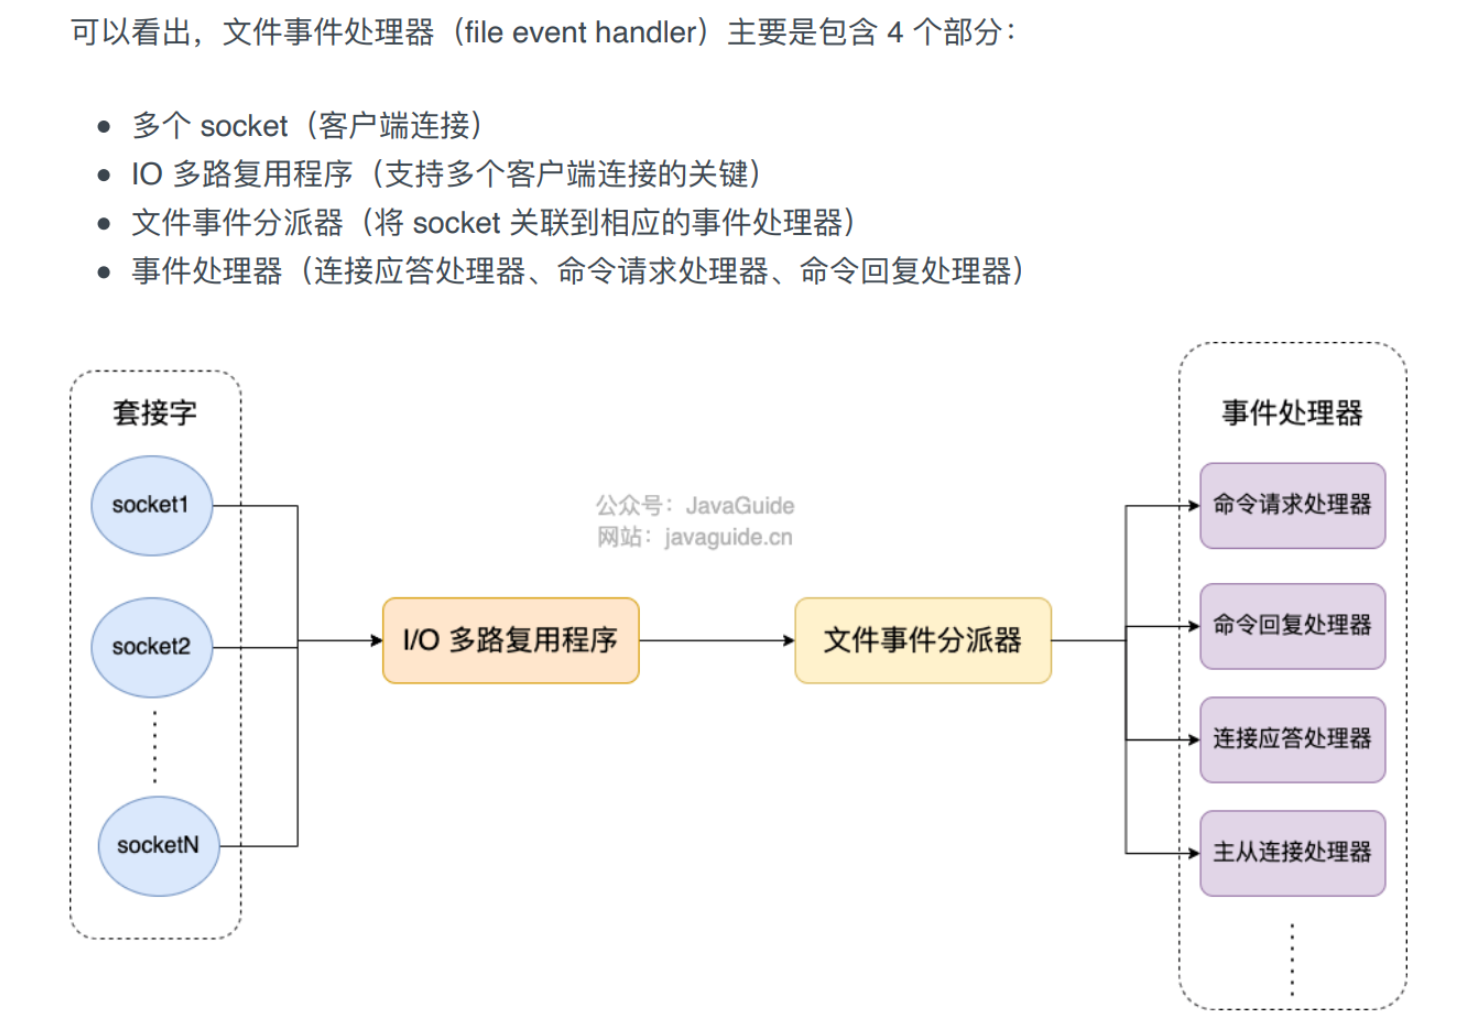 可以看出，文件事件处理器（file event handler）主要是包含 4 个部分：
多个 socket（客户端连接）
IO 多路复用程序（支持多个客户端连接的关键）
文件事件分派器（将 socket 关联到相应的事件处理器）
事件处理器（连接应答处理器、命令请求处理器、命令回复处理器）
套接字
socket1
socket2
socketN
公众号：JavaGuide
网站：javaguide.cn
I/O 多路复用程序
文件事件分派器
事件处理器
命令请求处理器
命令回复处理器
连接应答处理器
主从连接处理器